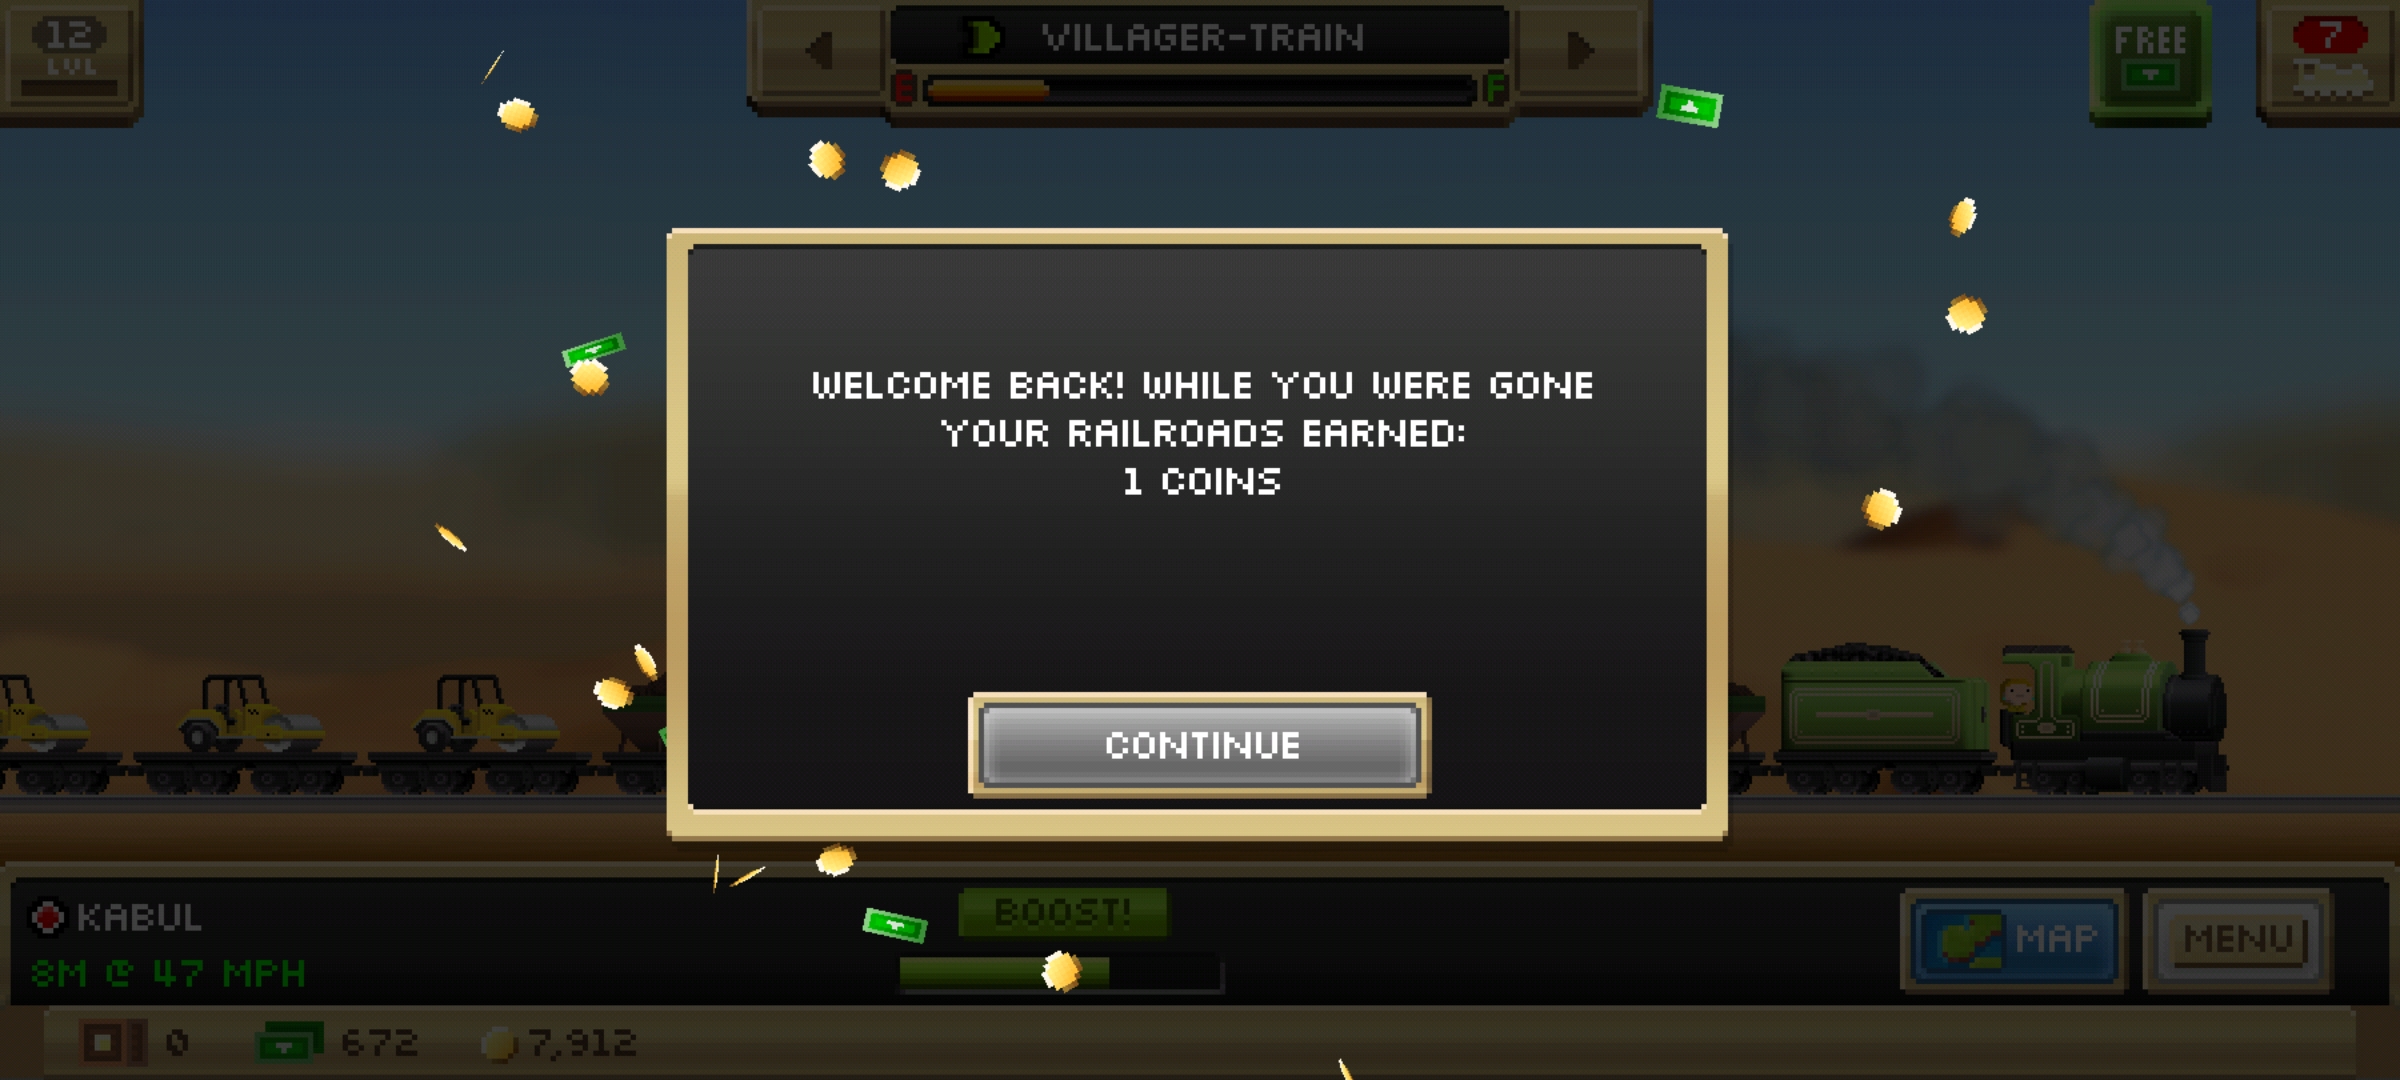 12
LVL
VILLAGER-TRAIN
E F
FREE
7
WELCOME BACK! WHILE YOU WERE GONE
YOUR RAILROADS EARNED:
1 COINS
CONTINUE
KABUL
8M @ 47 MPH
BOOST!
MAP
MENU
0 672 7,912